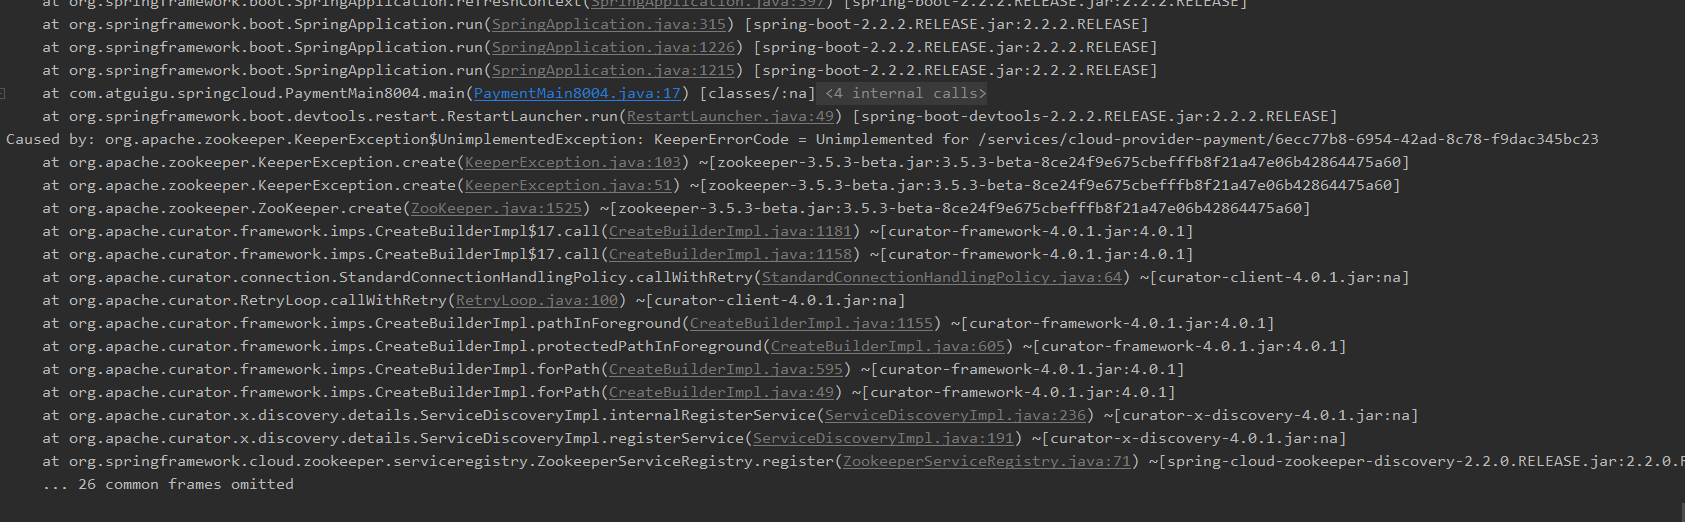 at org.springframework.boot.SpringApplication.refreshContext(SpringApplication.java:397) [spring-boot-2.2.2.RELEASE.jar:2.2.2.RELEASE]
at org.springframework.boot.SpringApplication.run(SpringApplication.java:315) [spring-boot-2.2.2.RELEASE.jar:2.2.2.RELEASE]
at org.springframework.boot.SpringApplication.run(SpringApplication.java:1226) [spring-boot-2.2.2.RELEASE.jar:2.2.2.RELEASE]
at org.springframework.boot.SpringApplication.run(SpringApplication.java:1215) [spring-boot-2.2.2.RELEASE.jar:2.2.2.RELEASE]
at com.atguigu.springcloud.PaymentMain8004.main(PaymentMain8004.java:17) [classes/:na] <4 internal calls>
at org.springframework.boot.devtools.restart.RestartLauncher.run(RestartLauncher.java:49) [spring-boot-devtools-2.2.2.RELEASE.jar:2.2.2.RELEASE]
Caused by: org.apache.zookeeper.KeeperException$UnimplementedException: KeeperErrorCode = Unimplemented for /services/cloud-provider-payment/6ecc77b8-6954-42ad-8c78-f9dac345bc23
at org.apache.zookeeper.KeeperException.create(KeeperException.java:103) ~[zookeeper-3.5.3-beta.jar:3.5.3-beta-8ce24f9e675cbefffb8f21a47e06b42864475a60]
at org.apache.zookeeper.KeeperException.create(KeeperException.java:51) ~[zookeeper-3.5.3-beta.jar:3.5.3-beta-8ce24f9e675cbefffb8f21a47e06b42864475a60]
at org.apache.zookeeper.ZooKeeper.create(ZooKeeper.java:1525) ~[zookeeper-3.5.3-beta.jar:3.5.3-beta-8ce24f9e675cbefffb8f21a47e06b42864475a60]
at org.apache.curator.framework.imps.CreateBuilderImpl$17.call(CreateBuilderImpl.java:1181) ~[curator-framework-4.0.1.jar:4.0.1]
at org.apache.curator.framework.imps.CreateBuilderImpl$17.call(CreateBuilderImpl.java:1158) ~[curator-framework-4.0.1.jar:4.0.1]
at org.apache.curator.connection.StandardConnectionHandlingPolicy.callWithRetry(StandardConnectionHandlingPolicy.java:64) ~[curator-client-4.0.1.jar:na]
at org.apache.curator.RetryLoop.callWithRetry(RetryLoop.java:100) ~[curator-client-4.0.1.jar:na]
at org.apache.curator.framework.imps.CreateBuilderImpl.pathInForeground(CreateBuilderImpl.java:1155) ~[curator-framework-4.0.1.jar:4.0.1]
at org.apache.curator.framework.imps.CreateBuilderImpl.protectedPathInForeground(CreateBuilderImpl.java:605) ~[curator-framework-4.0.1.jar:4.0.1]
at org.apache.curator.framework.imps.CreateBuilderImpl.forPath(CreateBuilderImpl.java:595) ~[curator-framework-4.0.1.jar:4.0.1]
at org.apache.curator.framework.imps.CreateBuilderImpl.forPath(CreateBuilderImpl.java:49) ~[curator-framework-4.0.1.jar:4.0.1]
at org.apache.curator.x.discovery.details.ServiceDiscoveryImpl.internalRegisterService(ServiceDiscoveryImpl.java:236) ~[curator-x-discovery-4.0.1.jar:na]
at org.apache.curator.x.discovery.details.ServiceDiscoveryImpl.registerService(ServiceDiscoveryImpl.java:191) ~[curator-x-discovery-4.0.1.jar:na]
at org.springframework.cloud.zookeeper.serviceregistry.ZookeeperServiceRegistry.register(ZookeeperServiceRegistry.java:71) ~[spring-cloud-zookeeper-discovery-2.2.0.RELEASE.jar:2.2.0.R
... 26 common frames omitted